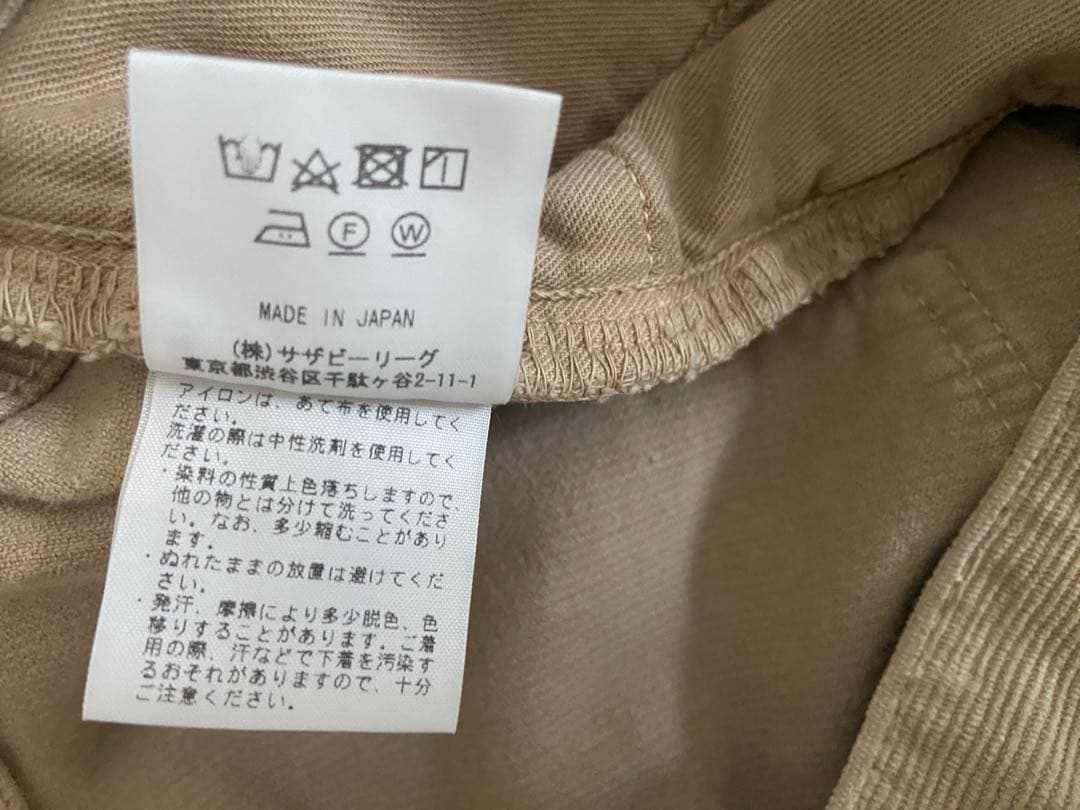 F W
MADE IN JAPAN
(株)サザビーリーグ
東京都渋谷区千駄ヶ谷2-11-1
アイロンは、あて布を使用してく
ださい。
洗濯の際は中性洗剤を使用してく
ださい。
・染料の性質上色落ちしますので、
他の物とは分けて洗ってくださ
い。なお、多少縮むことがあり
ます。
・ぬれたままの放置は避けてくだ
さい。
・発汗、摩擦により多少脱色、色
移りすることがあります。ご着
用の際、汗などで下着を汚染す
るおそれがありますので、十分
ご注意ください。